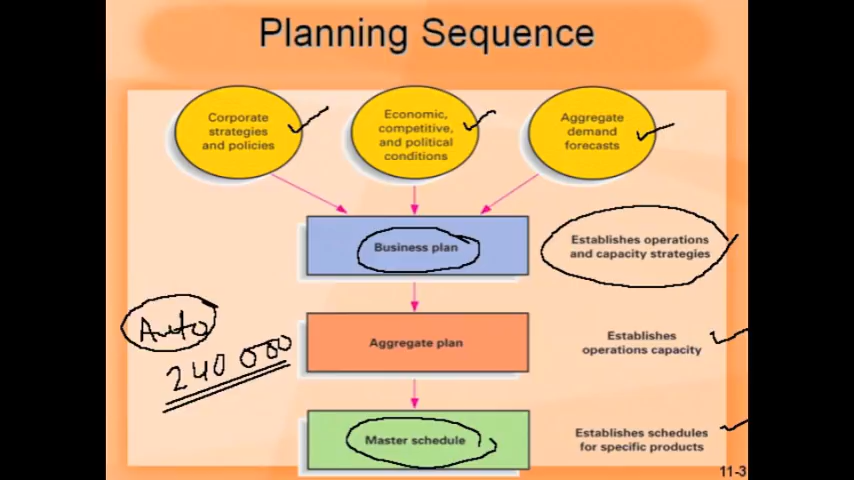 Planning Sequence
Corporate
strategies
and policies
Economic,
competitive,
and political
conditions
Aggregate
demand
forecasts
Business plan
Establishes operations
and capacity strategies
Auto
240 000
Aggregate plan
Establishes
operations capacity
Master schedule
Establishes schedules
for specific products
11-3